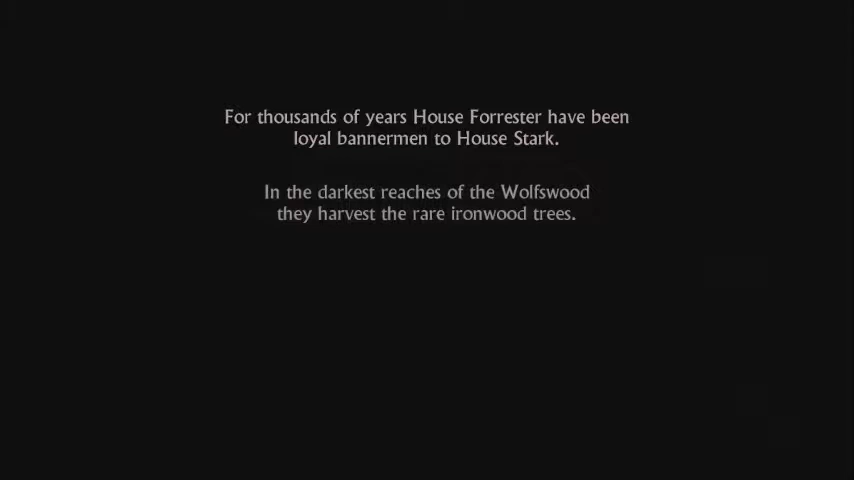 For thousands of years House Forrester have been
loyal bannermen to House Stark.
In the darkest reaches of the Wolfswood
they harvest the rare ironwood trees.